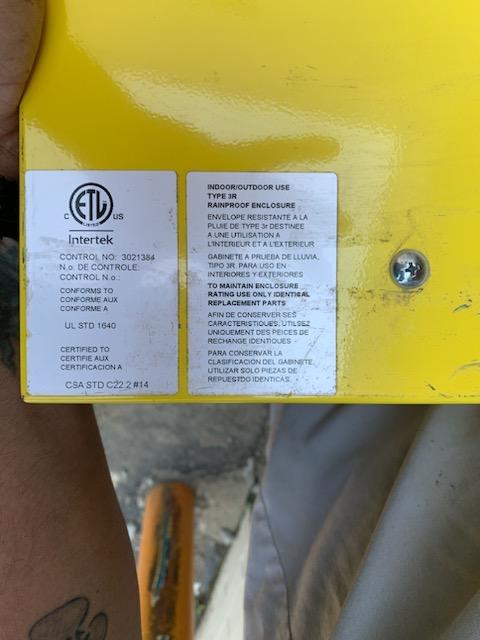 C ETL US
LISTED
Intertek
CONTROL NO: 3021384
N.o. DE CONTROLE:
CONTROL N.o.:
CONFORMS TO
CONFORME AUX
CONFORME A
UL STD 1640
CERTIFIED TO
CERTIFIE AUX
CERTIFICACION A
CSA STD C22.2 #14
INDOOR/OUTDOOR USE
TYPE 3R
RAINPROOF ENCLOSURE
ENVELOPE RESISTANTE A LA
PLUIE DE TYPE 3r DESTINEE
A UNE UTILISATION A
L'INTERIEUR ET A L'EXTERIEUR
GABINETE A PRUEBA DE LLUVIA,
TIPO 3R. PARA USO EN
INTERIORES Y EXTERIORES
TO MAINTAIN ENCLOSURE
RATING USE ONLY IDENTICAL
REPLACEMENT PARTS
AFIN DE CONSERVER SES
CARACTERISTIQUES, UTILSEZ
UNIQUEMENT DES PEICES DE
RECHANGE IDENTIQUES
PARA CONSERVAR LA
CLASIFICACION DEL GABINETE,
UTILIZAR SOLO PIEZAS DE
REPUESTO IDENTICAS.